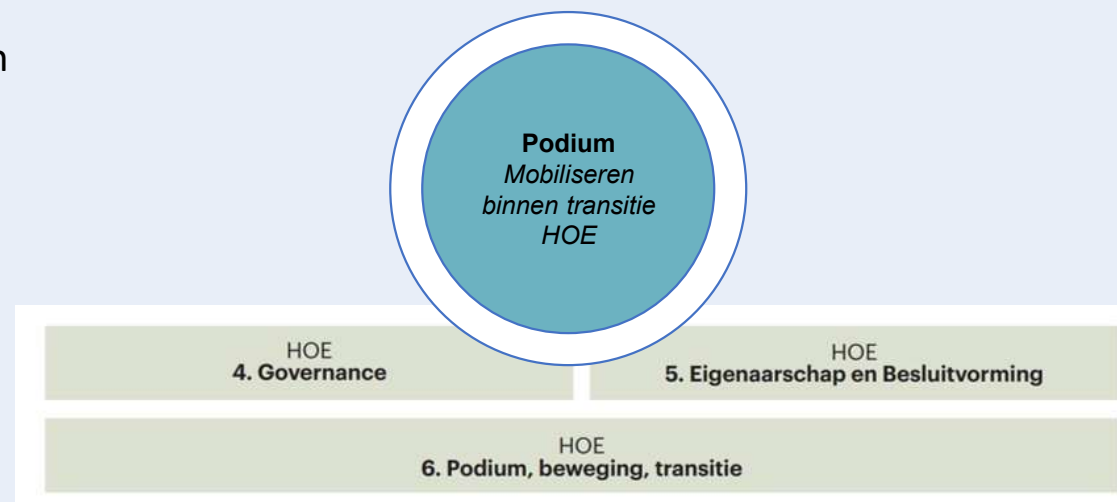 Podium
Mobiliseren
binnen transitie
HOE
HOE
4. Governance
HOE
5. Eigenaarschap en Besluitvorming
HOE
6. Podium, beweging, transitie